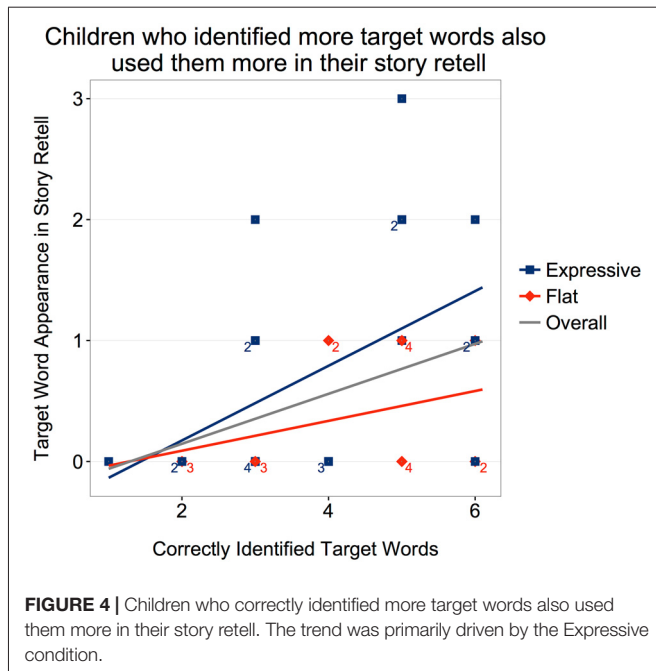 Children who identified more target words also
used them more in their story retell
Target Word Appearance in Story Retell
3
2
2
1
2
2
4
2
0
2
3
4
3
3
4
2
2
4
6
Correctly Identified Target Words
Expressive
Flat
Overall
FIGURE 4 | Children who correctly identified more target words also used
them more in their story retell. The trend was primarily driven by the Expressive
condition.